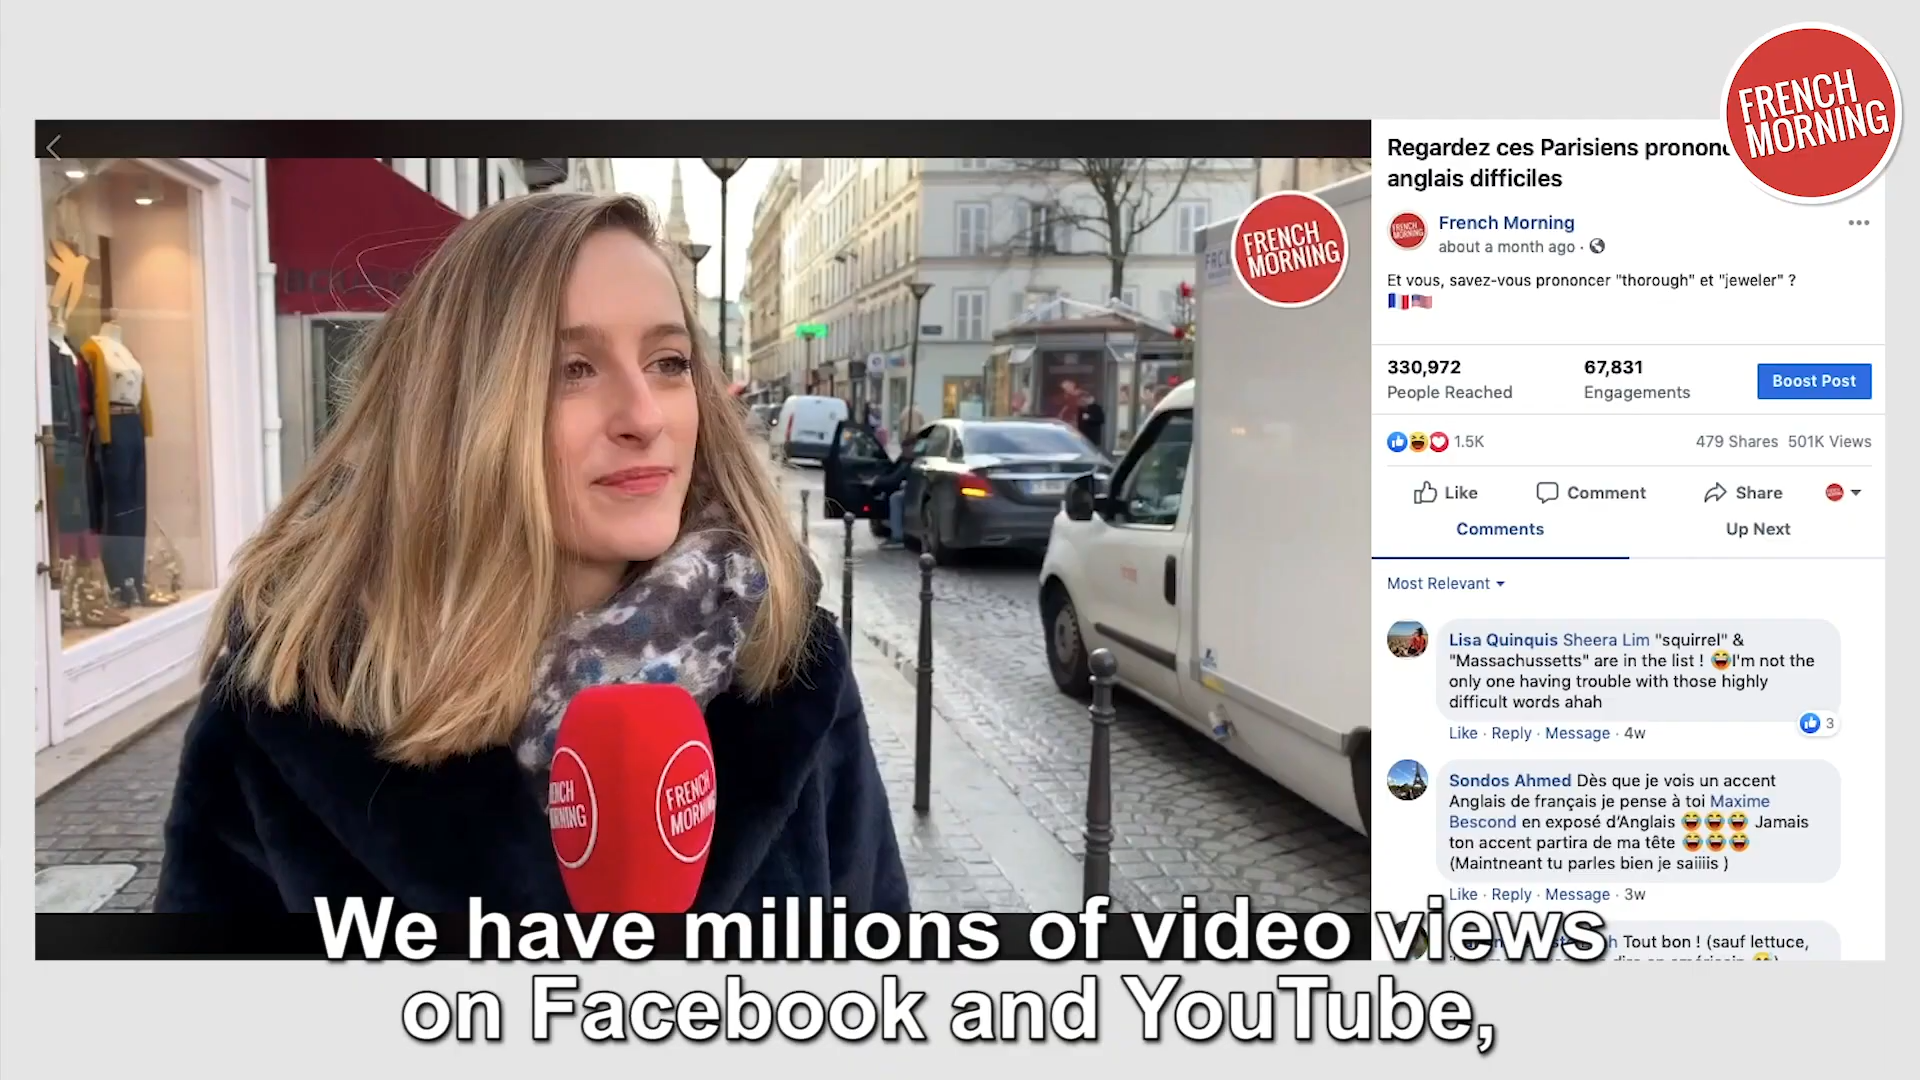 FRENCH
MORNING
Regardez ces Parisiens
anglais difficiles
French Morning
about a month ago ·
Et vous, savez-vous prononcer "thorough" et "jeweler" ?
330,972
People Reached
67,831
Engagements
Boost Post
1.5K
479 Shares 501K Views
Like
Comment
Share
Comments
Up Next
Most Relevant
Lisa Quinquis Sheera Lim "squirrel" &
"Massachussetts" are in the list ! 😂I'm not the
only one having trouble with those highly
difficult words ahah
3
Like · Reply · Message · 4w
Sondos Ahmed Dès que je vois un accent
Anglais de français je pense à toi Maxime
Bescond en exposé d'Anglais 😂😂😂 Jamais
ton accent partira de ma tête 😂😂😂
(Maintneant tu parles bien je saiiiis )
Like · Reply · Message · 3w
Tout bon ! (sauf lettuce,
FRENCH
MORNING
FRENCH
MORNING
We have millions of video views
on Facebook and YouTube,